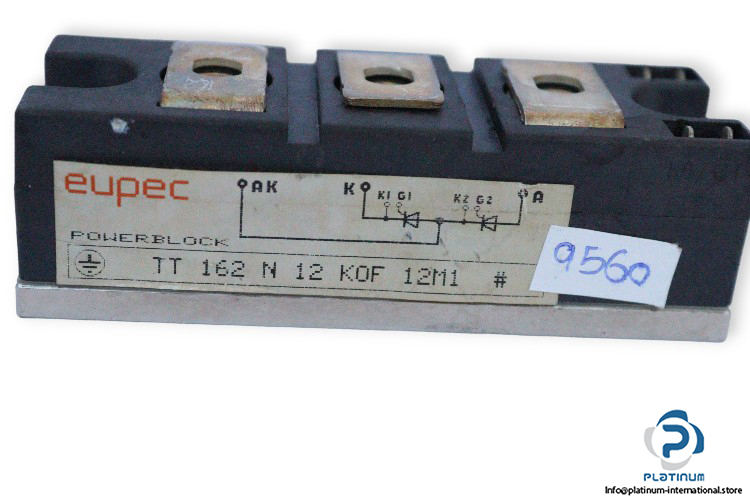 eupec
AK K A
K1 G1 K2 G2
POWERBLOCK
TT 162 N 12 KOF 12M1 #
9560
PLATINUM
Info@platinum-international.store